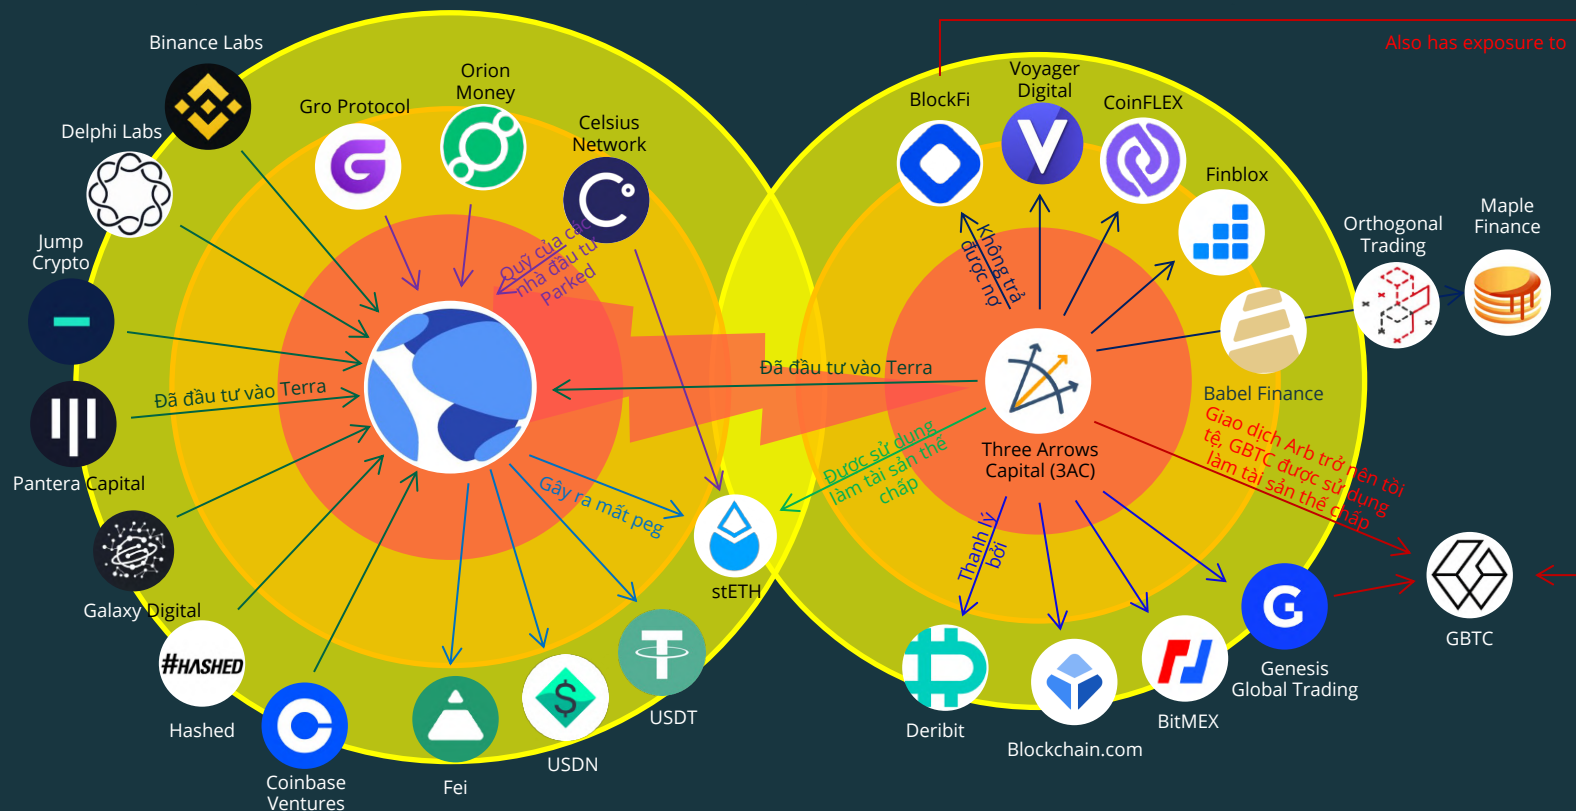 Binance Labs
Delphi Labs
Jump
Crypto
Pantera Capital
Galaxy Digital
#HASHED
Hashed
Coinbase
Ventures
Gro Protocol
Orion
Money
Celsius
Network
Quỹ của các
nhà đầu tư
Parked
Đã đầu tư vào Terra
Gây ra mất peg
Fei
USDN
USDT
stETH
Đã đầu tư vào Terra
Được sử dụng
làm tài sản thế
chấp
Three Arrows
Capital (3AC)
Không trả
được nợ
BlockFi
Voyager
Digital
CoinFLEX
Finblox
Babel Finance
Orthogonal
Trading
Maple
Finance
Also has exposure to
Giao dịch Arb trở nên tồi
tệ, GBTC được sử dụng
làm tài sản thế chấp
GBTC
Thanh lý
bởi
Deribit
Blockchain.com
BitMEX
Genesis
Global Trading